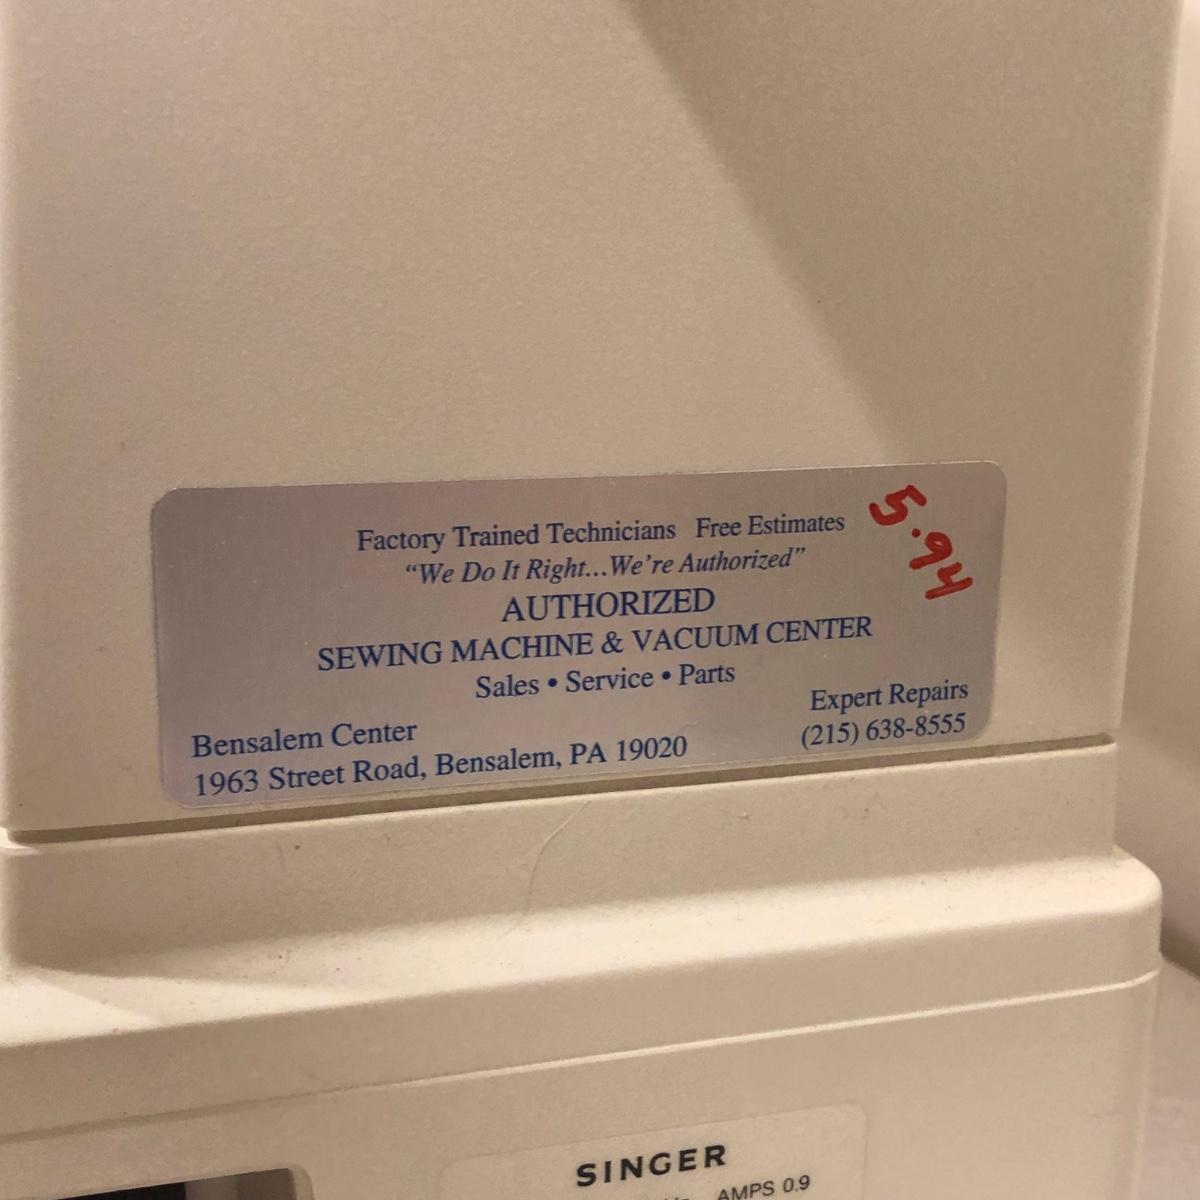 Factory Trained Technicians Free Estimates
5.94
“We Do It Right...We're Authorized”
AUTHORIZED
SEWING MACHINE & VACUUM CENTER
Sales • Service • Parts
Bensalem Center
1963 Street Road, Bensalem, PA 19020
Expert Repairs
(215) 638-8555
SINGER
AMPS 0.9